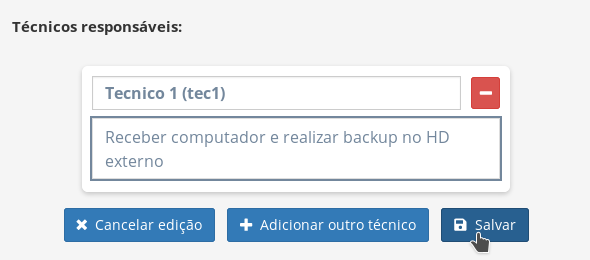 Técnicos responsáveis:
Tecnico 1 (tec1)
Receber computador e realizar backup no HD
externo
Cancelar edição Adicionar outro técnico Salvar